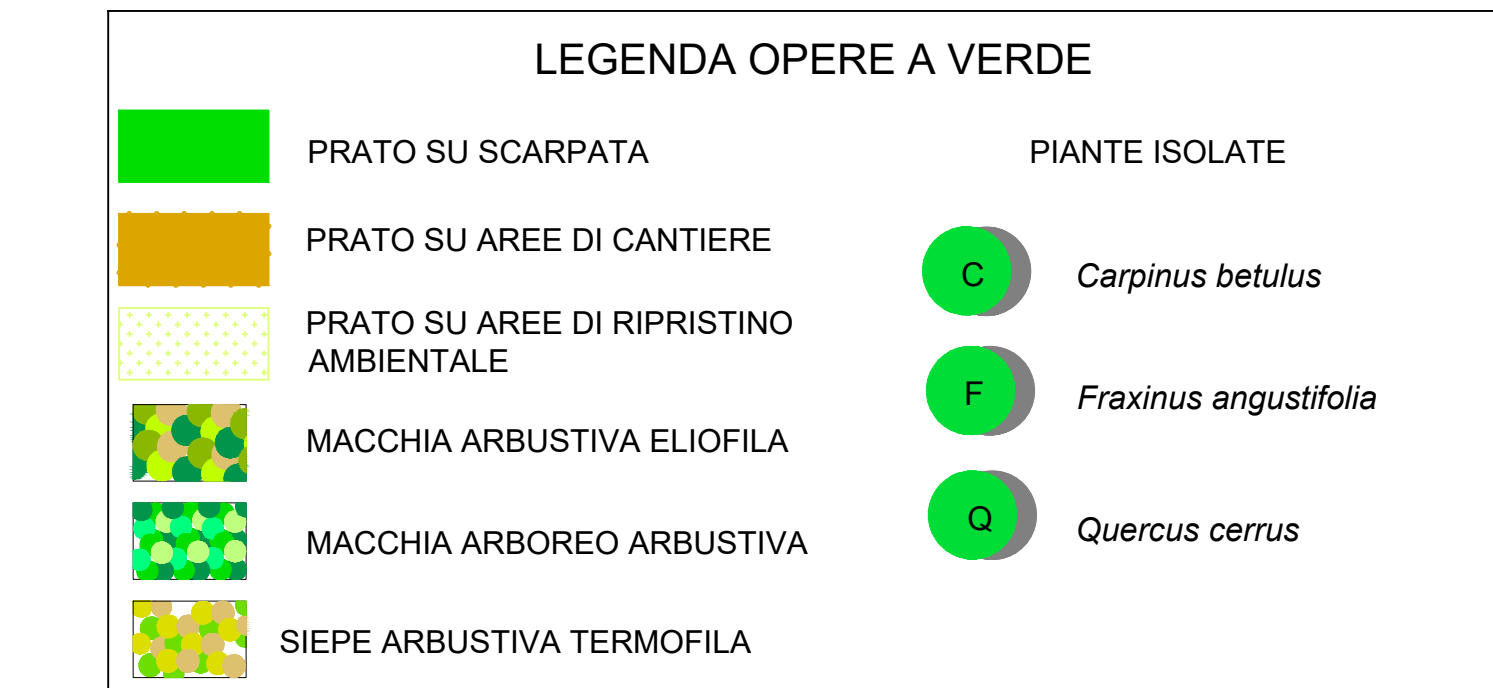 LEGENDA OPERE A VERDE
PRATO SU SCARPATA
PRATO SU AREE DI CANTIERE
PRATO SU AREE DI RIPRISTINO
AMBIENTALE
MACCHIA ARBUSTIVA ELIOFILA
MACCHIA ARBOREO ARBUSTIVA
SIEPE ARBUSTIVA TERMOFILA
PIANTE ISOLATE
C Carpinus betulus
F Fraxinus angustifolia
Q Quercus cerrus